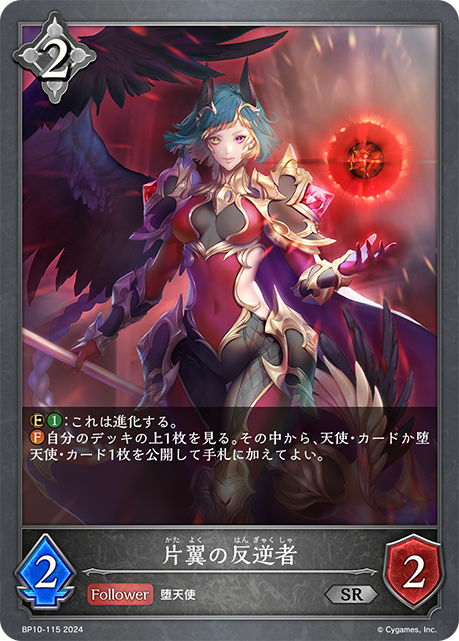 2
E 1:これは進化する。
F 自分のデッキの上1枚を見る。その中から、天使・カードか堕
天使・カード1枚を公開して手札に加えてよい。
かた よく はん ぎゃく しゃ
片翼の反逆者
2 Follower 堕天使 SR 2
BP10-115 2024 © Cygames, Inc.